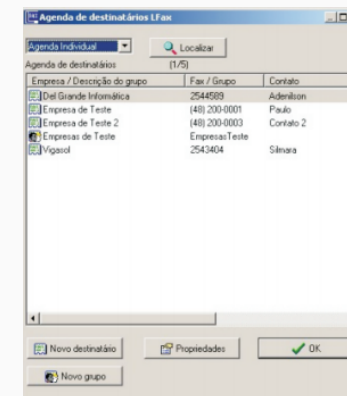 Agenda de destinatários LFax
Agenda Individual
Localizar
Agenda de destinatários (1/5)
Empresa / Descrição do grupo Fax / Grupo Contato
Del Grande Informática 2544589 Adenilson
Empresa de Teste (48) 200-0001 Paulo
Empresa de Teste 2 (48) 200-0003 Contato 2
Empresas de Teste EmpresasTeste
Vigasol 2543404 Silmara
Novo destinatário Propriedades OK
Novo grupo